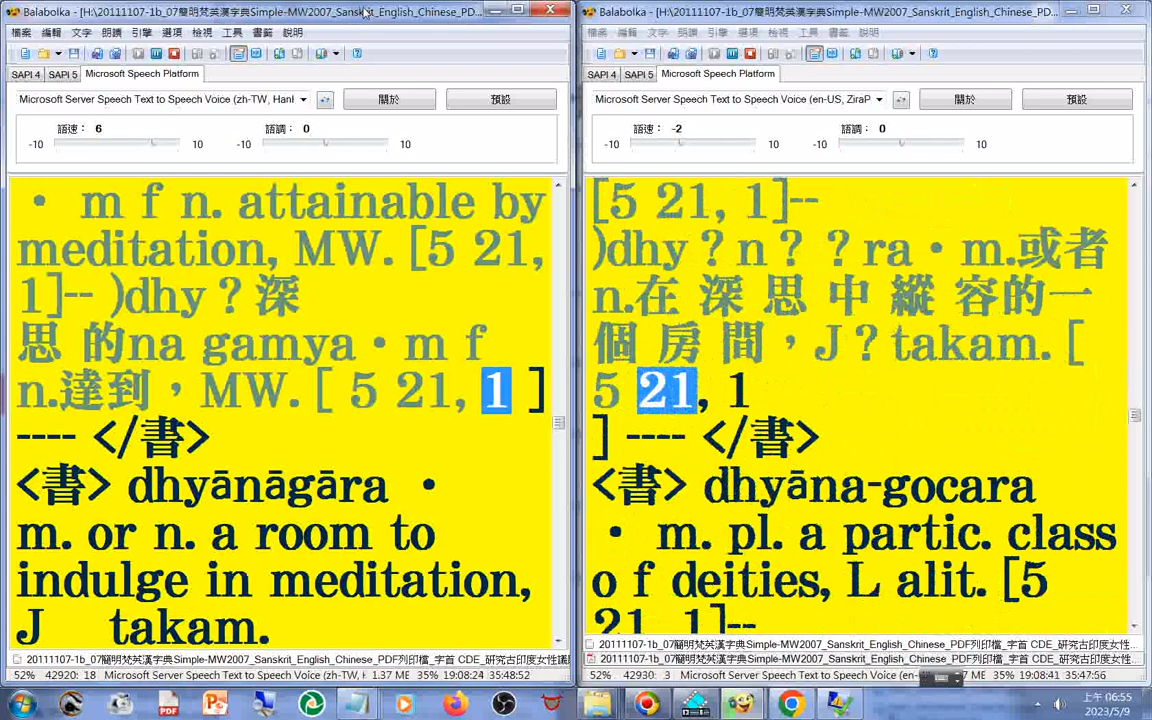 Balabolka - [H:\20111107-1b_07簡明梵英漢字典Simple-MW2007_Sanskrit_English_Chinese_PD...
檔案 編輯 文字 朗讀 引擎 選項 檢視 工具 書籤 說明
SAPI 4 SAPI 5 Microsoft Speech Platform
Microsoft Server Speech Text to Speech Voice (zh-TW, HanI
關於 預設
語速： 6 語調： 0
-10 10 -10 10
• m f n. attainable by
meditation, MW. [5 21,
1]-- )dhy？深
思 的na gamya • m f
n.達到，MW. [ 5 21, 1 ]
---- </書>
<書> dhyānāgāra •
m. or n. a room to
indulge in meditation,
J takam.
20111107-1b_07簡明梵英漢字典Simple-MW2007_Sanskrit_English_Chinese_PDF列印檔_字首 CDE_研究古印度女性議
52% 42920: 18 Microsoft Server Speech Text to Speech Voice (zh-TW, H 1.37 ME 35% 19:08:24 35:48:52
Balabolka - [H:\20111107-1b_07簡明梵英漢字典Simple-MW2007_Sanskrit_English_Chinese_PD...
檔案 編輯 文字 朗讀 引擎 選項 檢視 工具 書籤 說明
SAPI 4 SAPI 5 Microsoft Speech Platform
Microsoft Server Speech Text to Speech Voice (en-US, ZiraP
關於 預設
語速： -2 語調： 0
-10 10 -10 10
[5 21, 1]--
)dhy？n？？ra • m.或者
n.在 深 思 中 縱 容的一
個 房 間，J？takam. [
5 21, 1
] ---- </書>
<書> dhyāna-gocara
• m. pl. a partic. class
o f deities, L alit. [5
21, 1]--
20111107-1b_07簡明梵英漢字典Simple-MW2007_Sanskrit_English_Chinese_PDF列印檔_字首 CDE_研究古印度女性...
20111107-1b_07簡明梵英漢字典Simple-MW2007_Sanskrit_English_Chinese_PDF列印檔_字首 CDE_研究古印度女性...
52% 42930: 3 Microsoft Server Speech Text to Speech Voice 35% 19:08:41 35:47:56
上午 06:55
2023/5/9